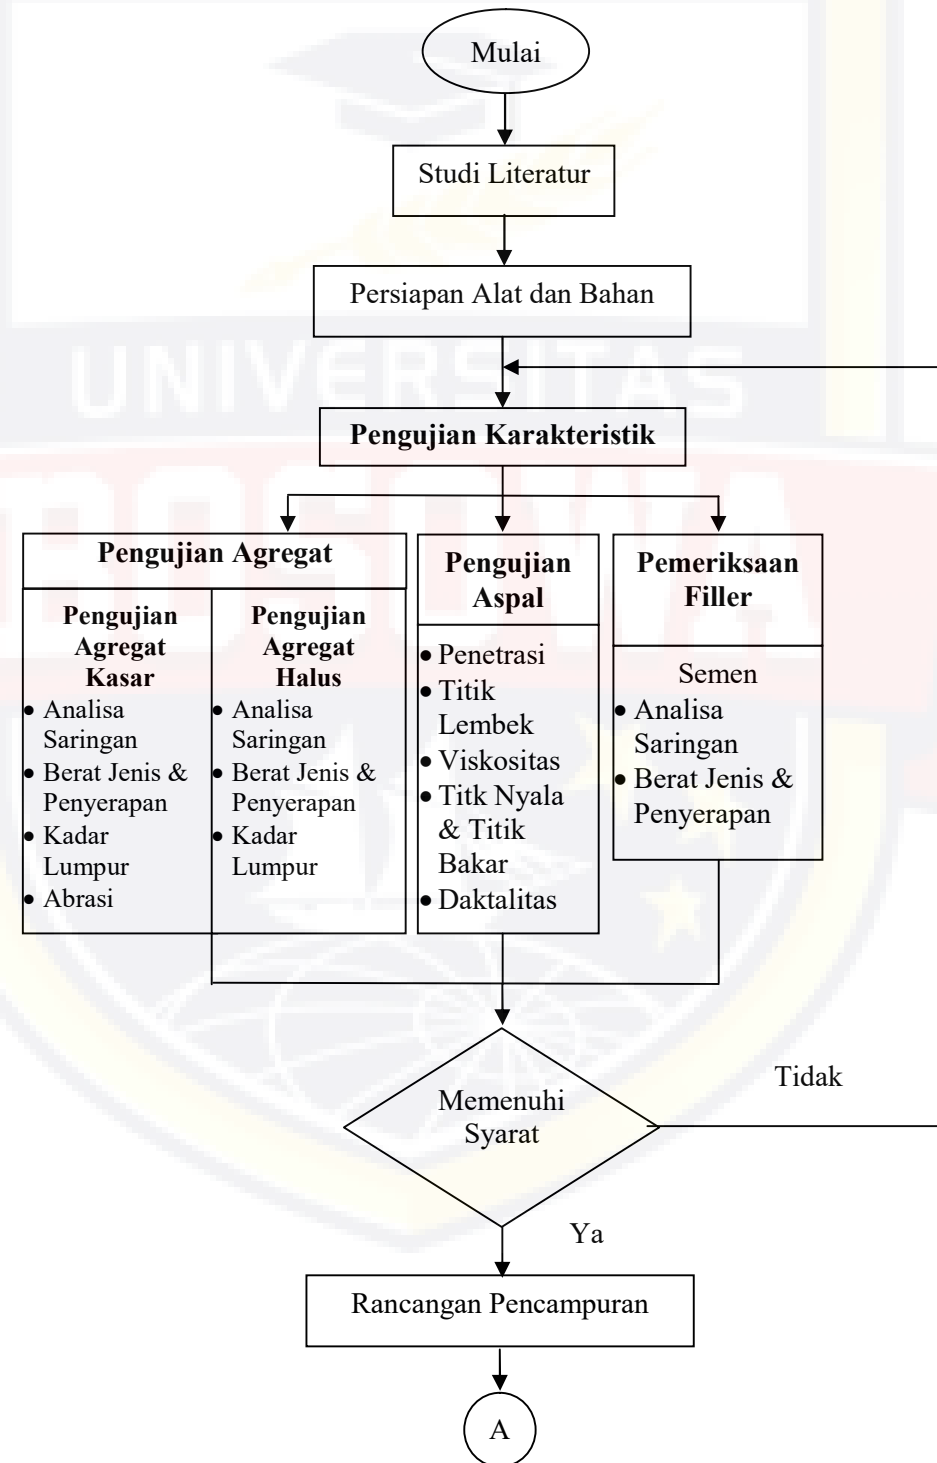 Mulai
Studi Literatur
Persiapan Alat dan Bahan
UNIVERSITAS
BOSOWA
Pengujian Karakteristik
Pengujian Agregat
Pengujian
Agregat
Kasar
• Analisa
Saringan
• Berat Jenis &
Penyerapan
• Kadar
Lumpur
• Abrasi
Pengujian
Agregat
Halus
• Analisa
Saringan
• Berat Jenis &
Penyerapan
• Kadar
Lumpur
Pengujian
Aspal
• Penetrasi
• Titik
Lembek
• Viskositas
• Titk Nyala
& Titik
Bakar
• Daktalitas
Pemeriksaan
Filler
Semen
• Analisa
Saringan
• Berat Jenis &
Penyerapan
Memenuhi
Syarat
Tidak
Ya
Rancangan Pencampuran
A